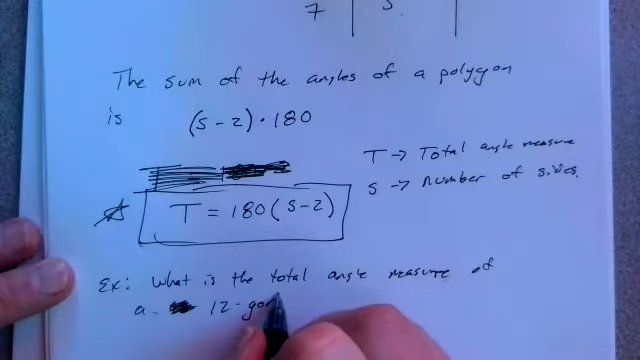 7 5
The sum of the angles of a polygon
is (s-2)·180
T → Total angle measure
s → Number of sides.
T = 180(s-2)
Ex: What is the total angle measure of
a 12-gon